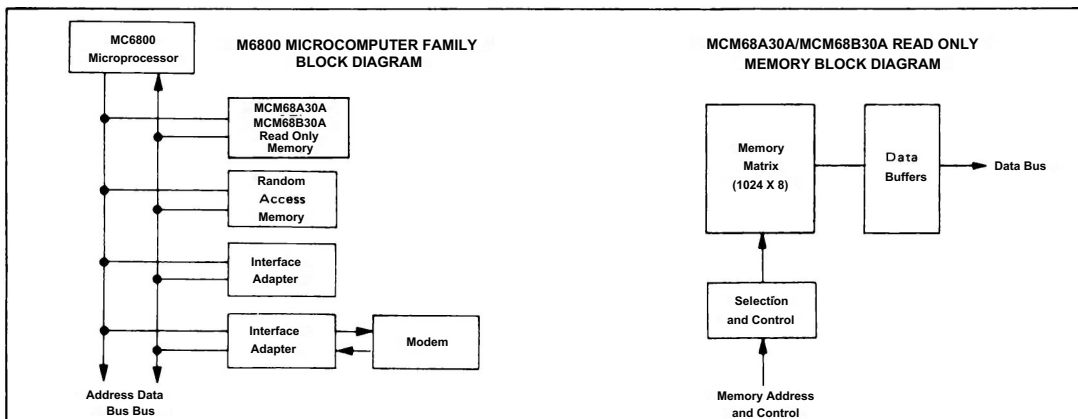 MC6800
Microprocessor
M6800 MICROCOMPUTER FAMILY
BLOCK DIAGRAM
MCM68A30A
MCM68B30A
Read Only
Memory
Random
Access
Memory
Interface
Adapter
Interface
Adapter
Modem
Address Data
Bus Bus
MCM68A30A/MCM68B30A READ ONLY
MEMORY BLOCK DIAGRAM
Memory
Matrix
(1024 X 8)
Data
Buffers
Data Bus
Selection
and Control
Memory Address
and Control